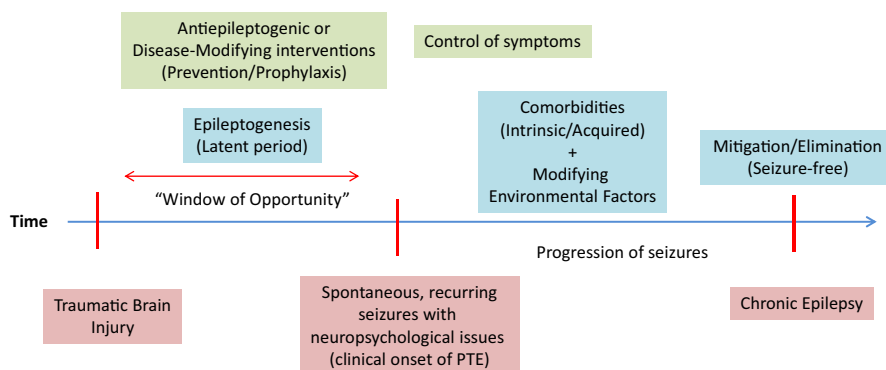 Antiepileptogenic or
Disease-Modifying interventions
(Prevention/Prophylaxis)
Control of symptoms
Epileptogenesis
(Latent period)
Comorbidities
(Intrinsic/Acquired)
+
Modifying
Environmental Factors
Mitigation/Elimination
(Seizure-free)
"Window of Opportunity"
Time
Progression of seizures
Traumatic Brain
Injury
Spontaneous, recurring
seizures with
neuropsychological issues
(clinical onset of PTE)
Chronic Epilepsy